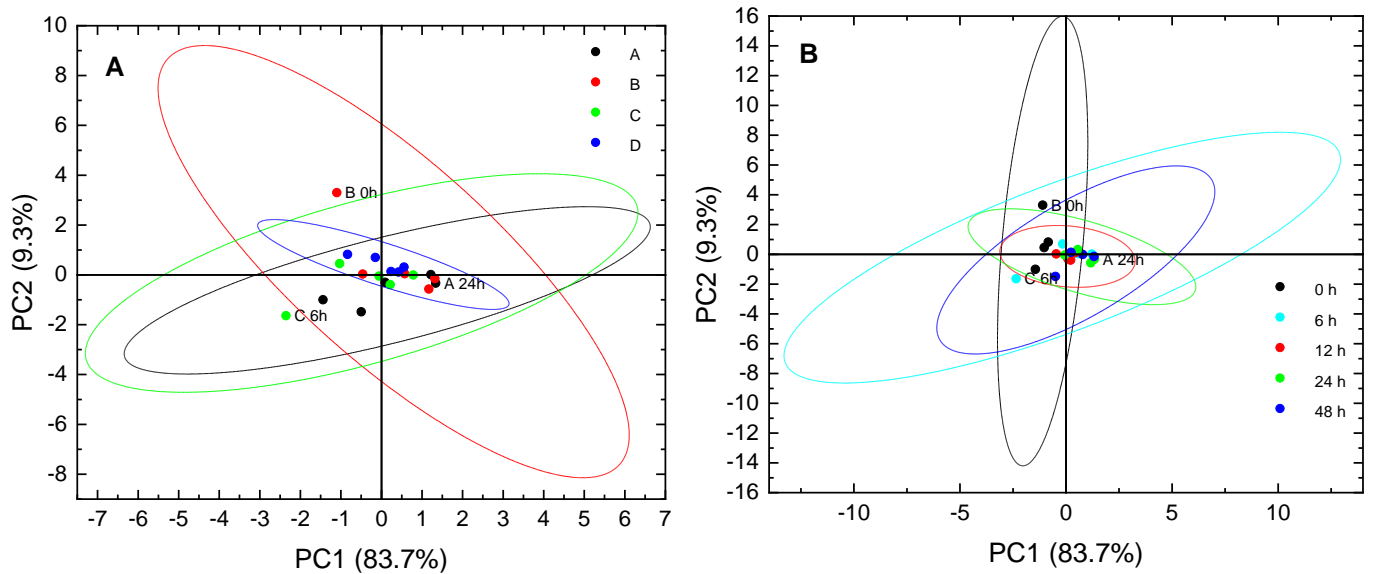 A
A
B
C
D
B 0h
A 24h
C 6h
10
8
6
4
2
0
-2
-4
-6
-8
-7 -6 -5 -4 -3 -2 -1 0 1 2 3 4 5 6 7
PC2 (9.3%)
PC1 (83.7%)
B
B 0h
A 24h
C 6h
0 h
6 h
12 h
24 h
48 h
16
14
12
10
8
6
4
2
0
-2
-4
-6
-8
-10
-12
-14
-16
-10 -5 0 5 10
PC2 (9.3%)
PC1 (83.7%)